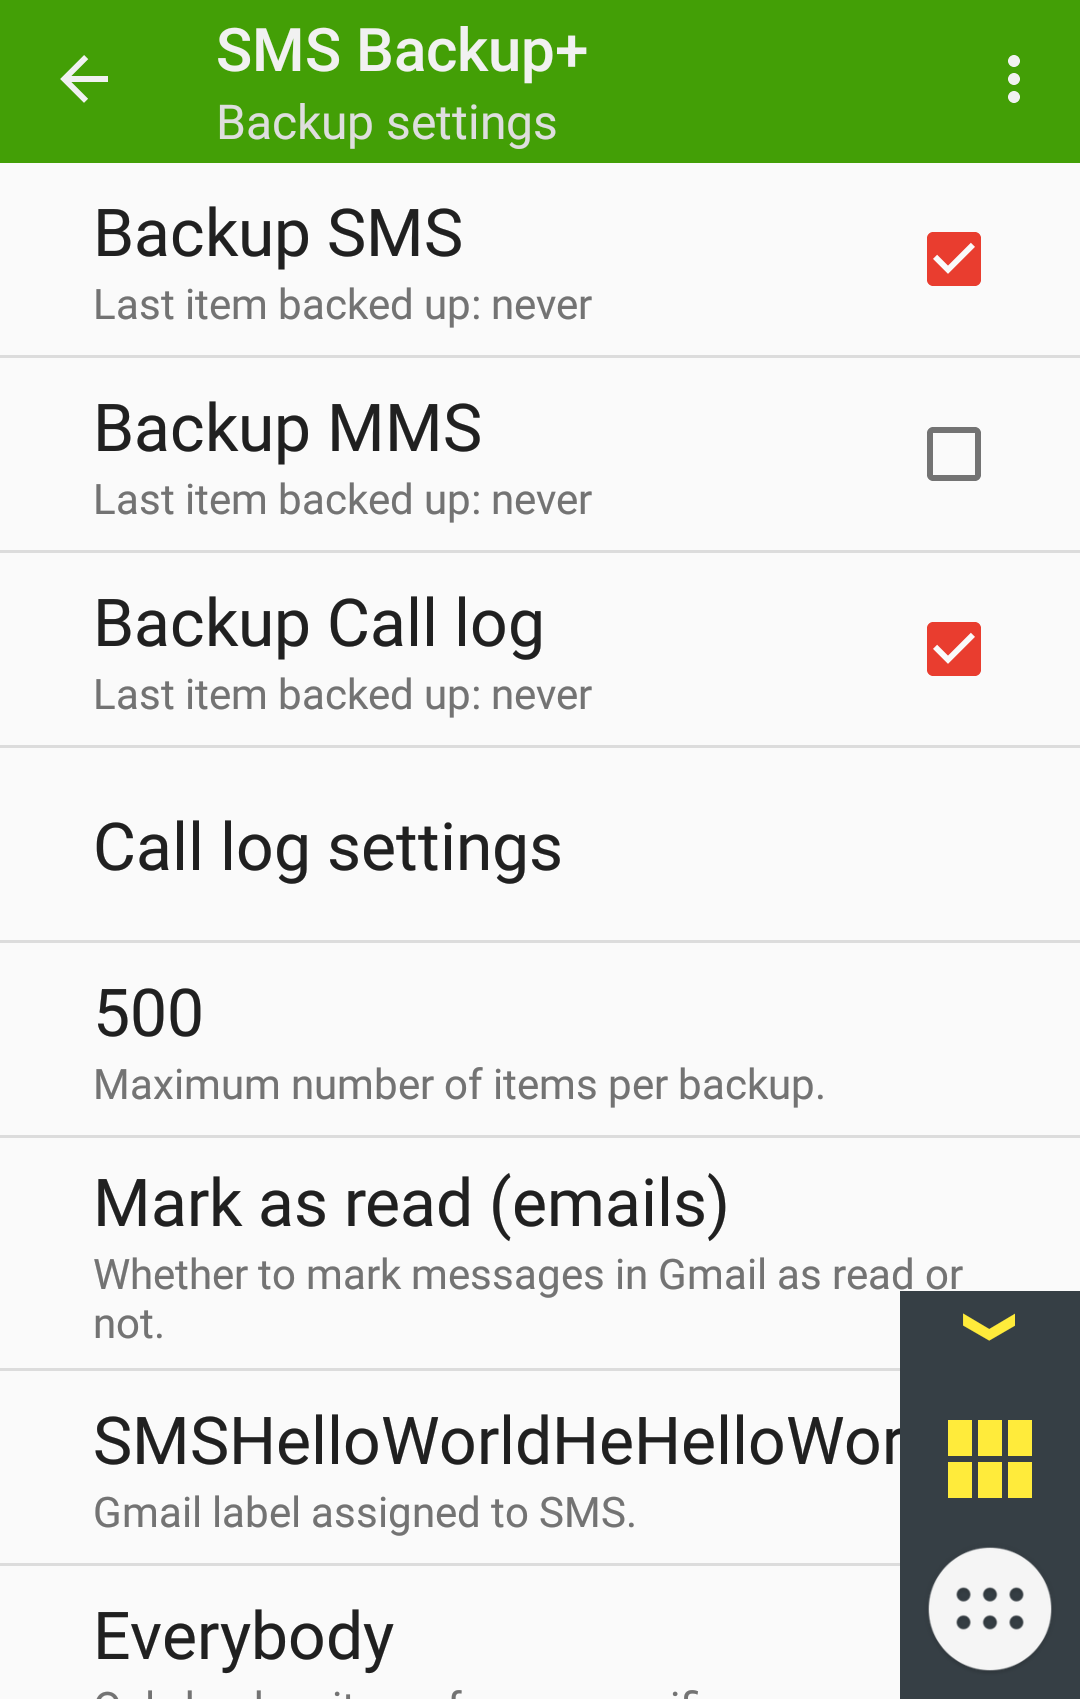 SMS Backup+
Backup settings
Backup SMS
Last item backed up: never
Backup MMS
Last item backed up: never
Backup Call log
Last item backed up: never
Call log settings
500
Maximum number of items per backup.
Mark as read (emails)
Whether to mark messages in Gmail as read or
not.
SMSHelloWorldHeHelloWor
Gmail label assigned to SMS.
Everybody